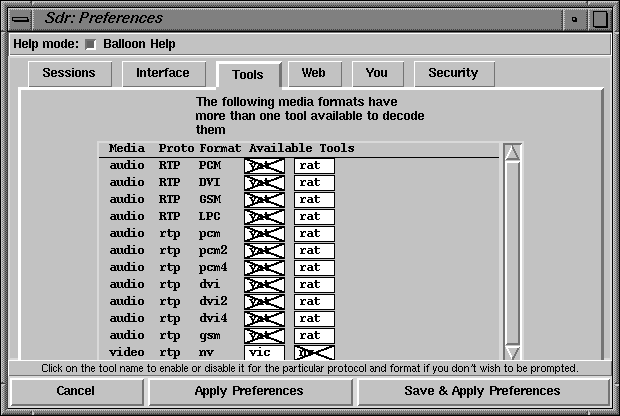 Sdr: Preferences
Help mode: Balloon Help
Sessions Interface Tools Web You Security
The following media formats have
more than one tool available to decode
them
Media Proto Format Available Tools
audio RTP PCM vat rat
audio RTP DVI vat rat
audio RTP GSM vat rat
audio RTP LPC vat rat
audio rtp pcm vat rat
audio rtp pcm2 vat rat
audio rtp pcm4 vat rat
audio rtp dvi vat rat
audio rtp dvi2 vat rat
audio rtp dvi4 vat rat
audio rtp gsm vat rat
video rtp nv vic nv
Click on the tool name to enable or disable it for the particular protocol and format if you don't wish to be prompted.
Cancel Apply Preferences Save & Apply Preferences